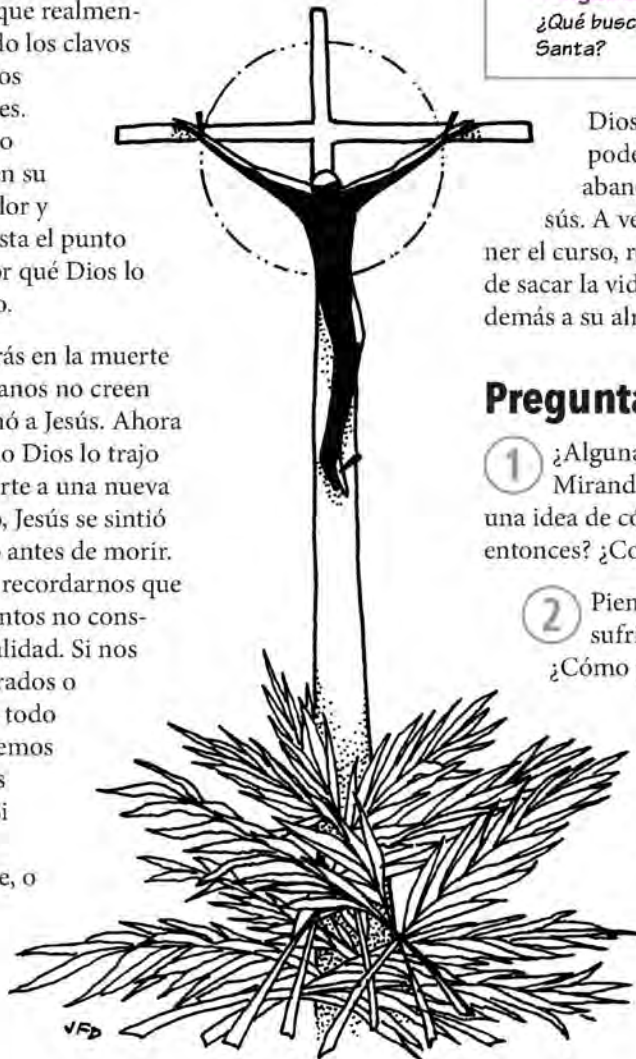 que realmen-
do los clavos
os
es.
o
n su
lor y
sta el punto
or qué Dios lo
o.
rás en la muerte
anos no creen
nó a Jesús. Ahora
o Dios lo trajo
rte a una nueva
o, Jesús se sintió
o antes de morir.
recordarnos que
ntos no cons-
lidad. Si nos
rados o
todo
emos
s
Si
e, o
VFD
¿Qué busc
Santa?
Dios
pode
aban
sús. A ve
ner el curso, r
de sacar la vid
demás a su alr
Pregunta
1 ¿Alguna
Mirand
una idea de có
entonces? ¿Co
2 Pien
sufri
¿Cómo